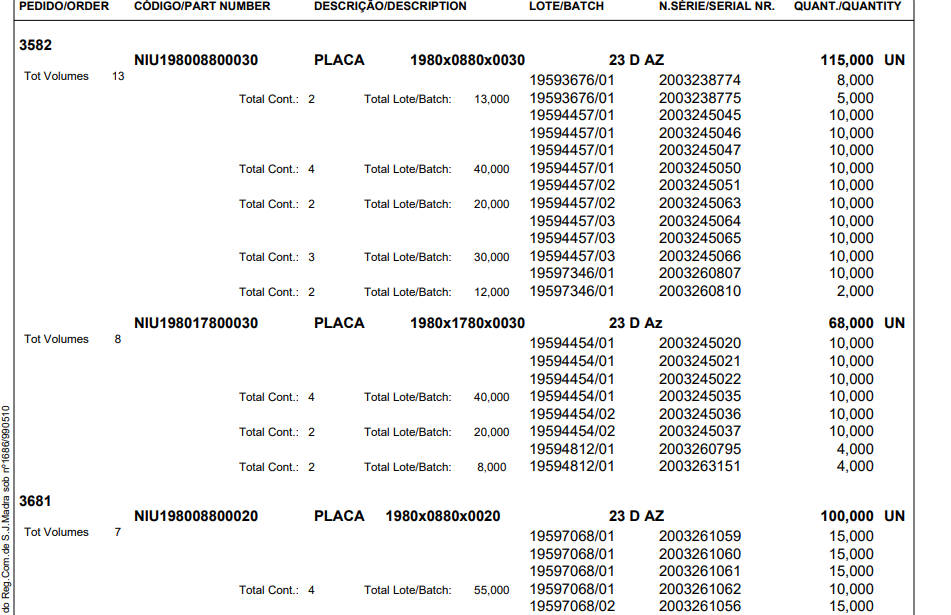 PEDIDO/ORDER CÓDIGO/PART NUMBER DESCRIÇÃO/DESCRIPTION LOTE/BATCH N.SÉRIE/SERIAL NR. QUANT./QUANTITY
3582
NIU198008800030 PLACA 1980x0880x0030 23 D AZ 115,000 UN
Tot Volumes 13 19593676/01 2003238774 8,000
Total Cont.: 2 Total Lote/Batch: 13,000 19593676/01 2003238775 5,000
19594457/01 2003245045 10,000
19594457/01 2003245046 10,000
19594457/01 2003245047 10,000
Total Cont.: 4 Total Lote/Batch: 40,000 19594457/01 2003245050 10,000
19594457/02 2003245051 10,000
Total Cont.: 2 Total Lote/Batch: 20,000 19594457/02 2003245063 10,000
19594457/03 2003245064 10,000
19594457/03 2003245065 10,000
Total Cont.: 3 Total Lote/Batch: 30,000 19594457/03 2003245066 10,000
19597346/01 2003260807 10,000
Total Cont.: 2 Total Lote/Batch: 12,000 19597346/01 2003260810 2,000
NIU198017800030 PLACA 1980x1780x0030 23 D Az 68,000 UN
Tot Volumes 8 19594454/01 2003245020 10,000
19594454/01 2003245021 10,000
19594454/01 2003245022 10,000
Total Cont.: 4 Total Lote/Batch: 40,000 19594454/01 2003245035 10,000
19594454/02 2003245036 10,000
Total Cont.: 2 Total Lote/Batch: 20,000 19594454/02 2003245037 10,000
19594812/01 2003260795 4,000
Total Cont.: 2 Total Lote/Batch: 8,000 19594812/01 2003263151 4,000
3681
NIU198008800020 PLACA 1980x0880x0020 23 D AZ 100,000 UN
Tot Volumes 7 19597068/01 2003261059 15,000
19597068/01 2003261060 15,000
19597068/01 2003261061 15,000
Total Cont.: 4 Total Lote/Batch: 55,000 19597068/01 2003261062 10,000
19597068/02 2003261056 15,000
do Reg.Com.de S.J.Madra sob nº1686/990510